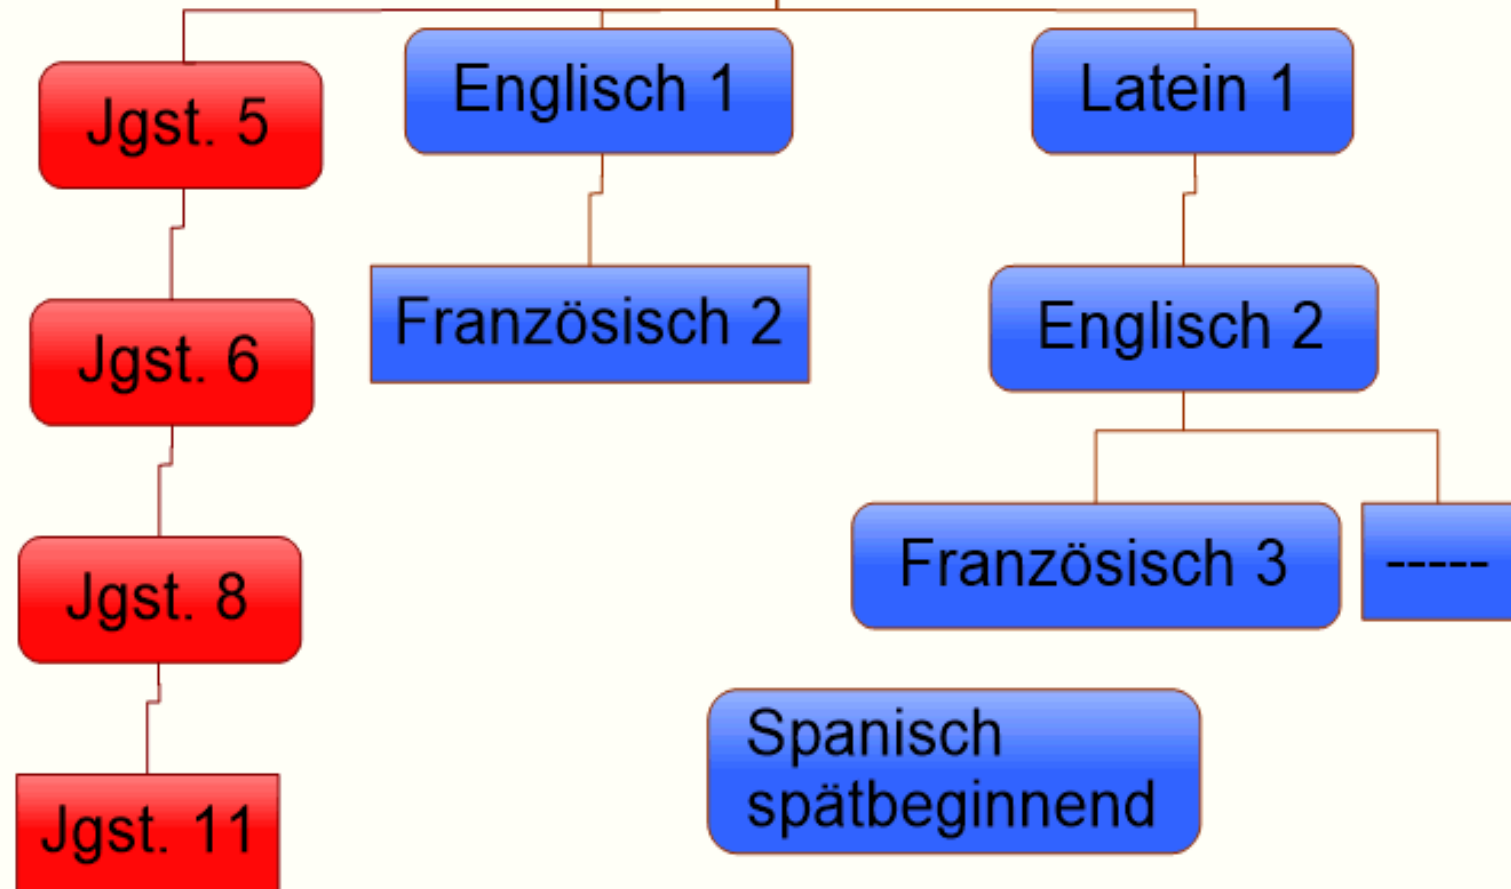 Jgst. 5
Englisch 1
Latein 1
Jgst. 6
Französisch 2
Englisch 2
Jgst. 8
Französisch 3
-----
Jgst. 11
Spanisch
spätbeginnend